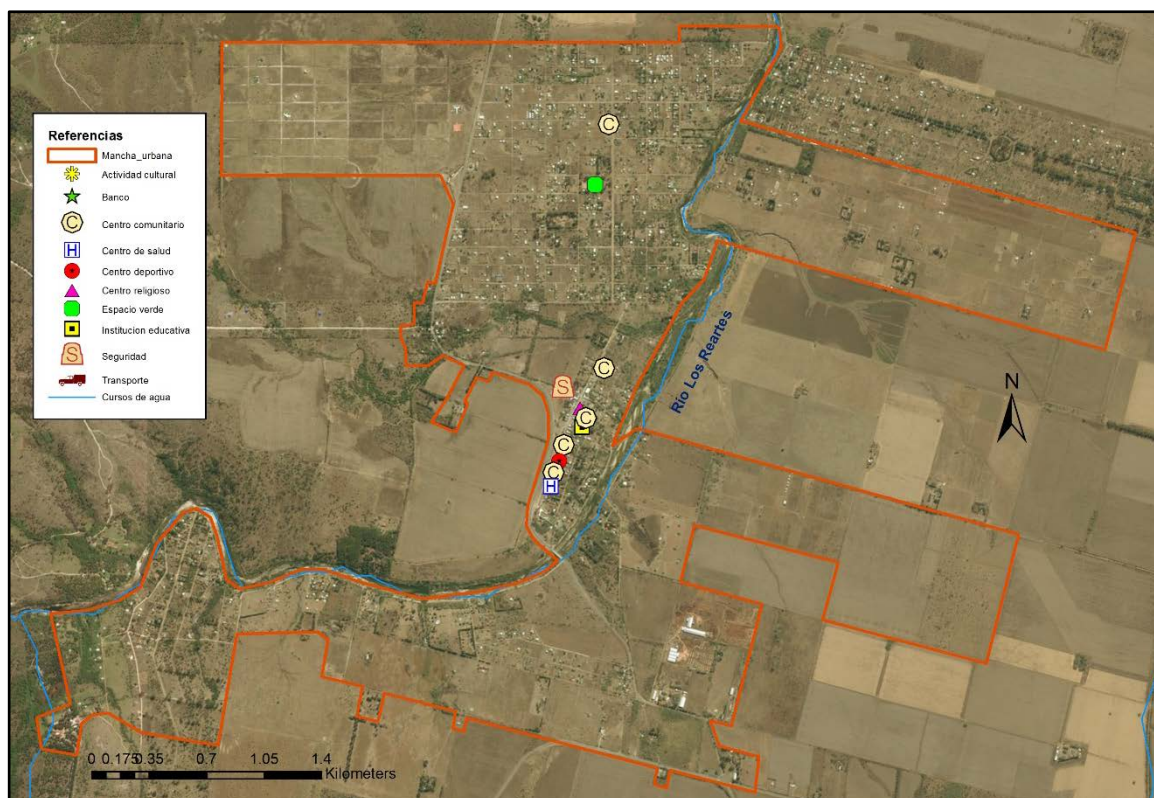 Referencias
Mancha_urbana
Actividad cultural
Banco
C Centro comunitario
H Centro de salud
Centro deportivo
Centro religioso
Espacio verde
Institucion educativa
S Seguridad
Transporte
Cursos de agua
C
C
S
C
C
C
H
Río Los Reartes
N
0 0.175 0.35 0.7 1.05 1.4
Kilometers